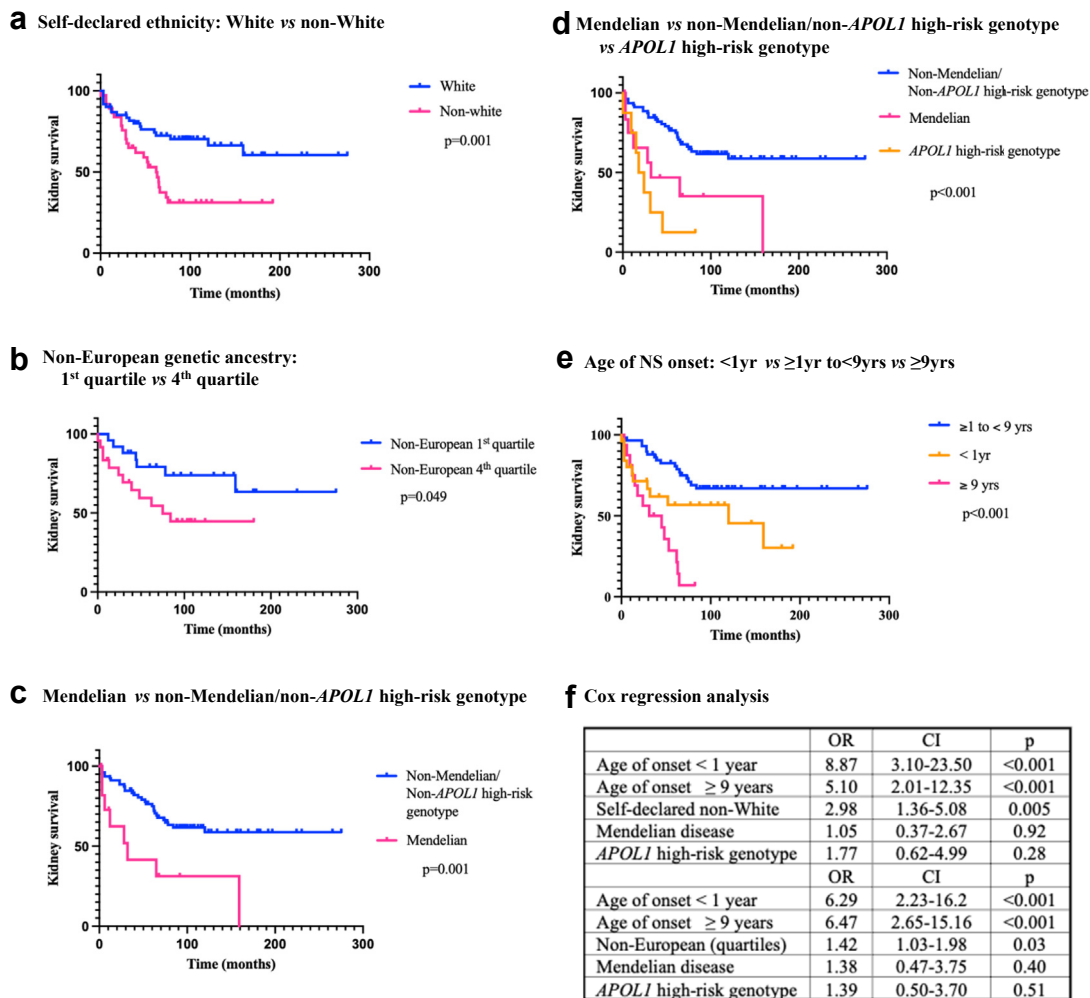 a Self-declared ethnicity: White vs non-White
100
50
0
0 100 200 300
Kidney survival
Time (months)
White
Non-white
p=0.001
b Non-European genetic ancestry:
1st quartile vs 4th quartile
100
50
0
0 100 200 300
Kidney survival
Time (months)
Non-European 1st quartile
Non-European 4th quartile
p=0.049
c Mendelian vs non-Mendelian/non-APOL1 high-risk genotype
100
50
0
0 100 200 300
Kidney survival
Time (months)
Non-Mendelian/
Non-APOL1 high-risk
genotype
Mendelian
p=0.001
d Mendelian vs non-Mendelian/non-APOL1 high-risk genotype
vs APOL1 high-risk genotype
100
50
0
0 100 200 300
Kidney survival
Time (months)
Non-Mendelian/
Non-APOL1 high-risk genotype
Mendelian
APOL1 high-risk genotype
p<0.001
e Age of NS onset: <1yr vs ≥1yr to<9yrs vs ≥9yrs
100
50
0
0 100 200 300
Kidney survival
Time (months)
≥1 to < 9 yrs
< 1yr
≥ 9 yrs
p<0.001
f Cox regression analysis
OR CI p
Age of onset < 1 year 8.87 3.10-23.50 <0.001
Age of onset ≥ 9 years 5.10 2.01-12.35 <0.001
Self-declared non-White 2.98 1.36-5.08 0.005
Mendelian disease 1.05 0.37-2.67 0.92
APOL1 high-risk genotype 1.77 0.62-4.99 0.28
OR CI p
Age of onset < 1 year 6.29 2.23-16.2 <0.001
Age of onset ≥ 9 years 6.47 2.65-15.16 <0.001
Non-European (quartiles) 1.42 1.03-1.98 0.03
Mendelian disease 1.38 0.47-3.75 0.40
APOL1 high-risk genotype 1.39 0.50-3.70 0.51